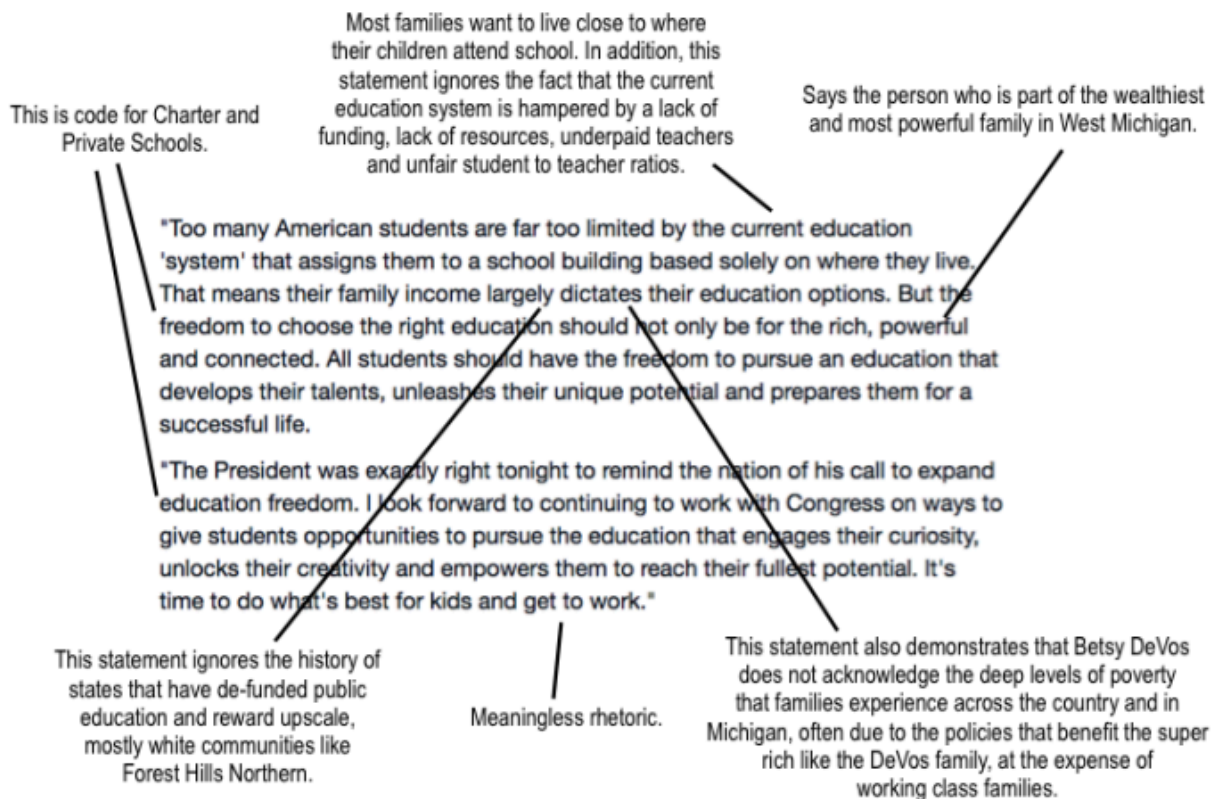 Most families want to live close to where
their children attend school. In addition, this
statement ignores the fact that the current
education system is hampered by a lack of
funding, lack of resources, underpaid teachers
and unfair student to teacher ratios.
This is code for Charter and
Private Schools.
Says the person who is part of the wealthiest
and most powerful family in West Michigan.
"Too many American students are far too limited by the current education
'system' that assigns them to a school building based solely on where they live.
That means their family income largely dictates their education options. But the
freedom to choose the right education should not only be for the rich, powerful
and connected. All students should have the freedom to pursue an education that
develops their talents, unleashes their unique potential and prepares them for a
successful life.
"The President was exactly right tonight to remind the nation of his call to expand
education freedom. I look forward to continuing to work with Congress on ways to
give students opportunities to pursue the education that engages their curiosity,
unlocks their creativity and empowers them to reach their fullest potential. It's
time to do what's best for kids and get to work."
This statement ignores the history of
states that have de-funded public
education and reward upscale,
mostly white communities like
Forest Hills Northern.
Meaningless rhetoric.
This statement also demonstrates that Betsy DeVos
does not acknowledge the deep levels of poverty
that families experience across the country and in
Michigan, often due to the policies that benefit the super
rich like the DeVos family, at the expense of
working class families.